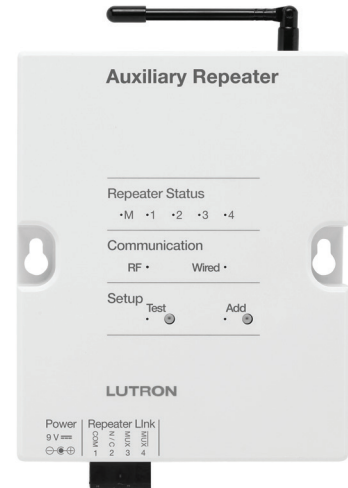 Auxiliary Repeater
Repeater Status
•M •1 •2 •3 •4
Communication
RF • Wired •
Setup
Test Add
LUTRON
Power Repeater Link
9 V
COM 1
N / C 2
MUX 3
MUX 4